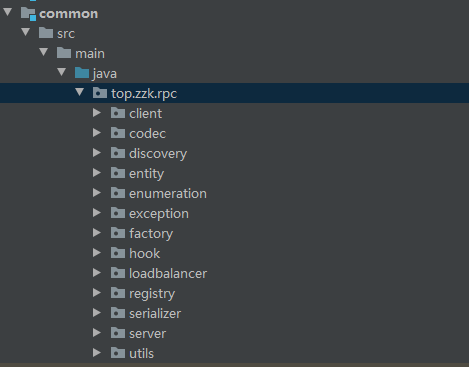 common
src
main
java
top.zzk.rpc
client
codec
discovery
entity
enumeration
exception
factory
hook
loadbalancer
registry
serializer
server
utils